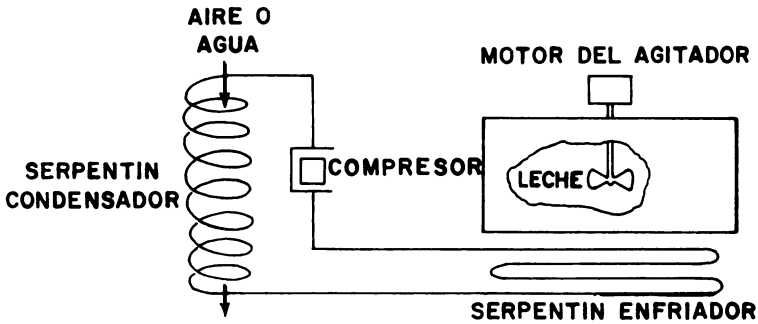 AIRE O
AGUA
MOTOR DEL AGITADOR
SERPENTIN
CONDENSADOR
COMPRESOR
LECHE
SERPENTIN ENFRIADOR